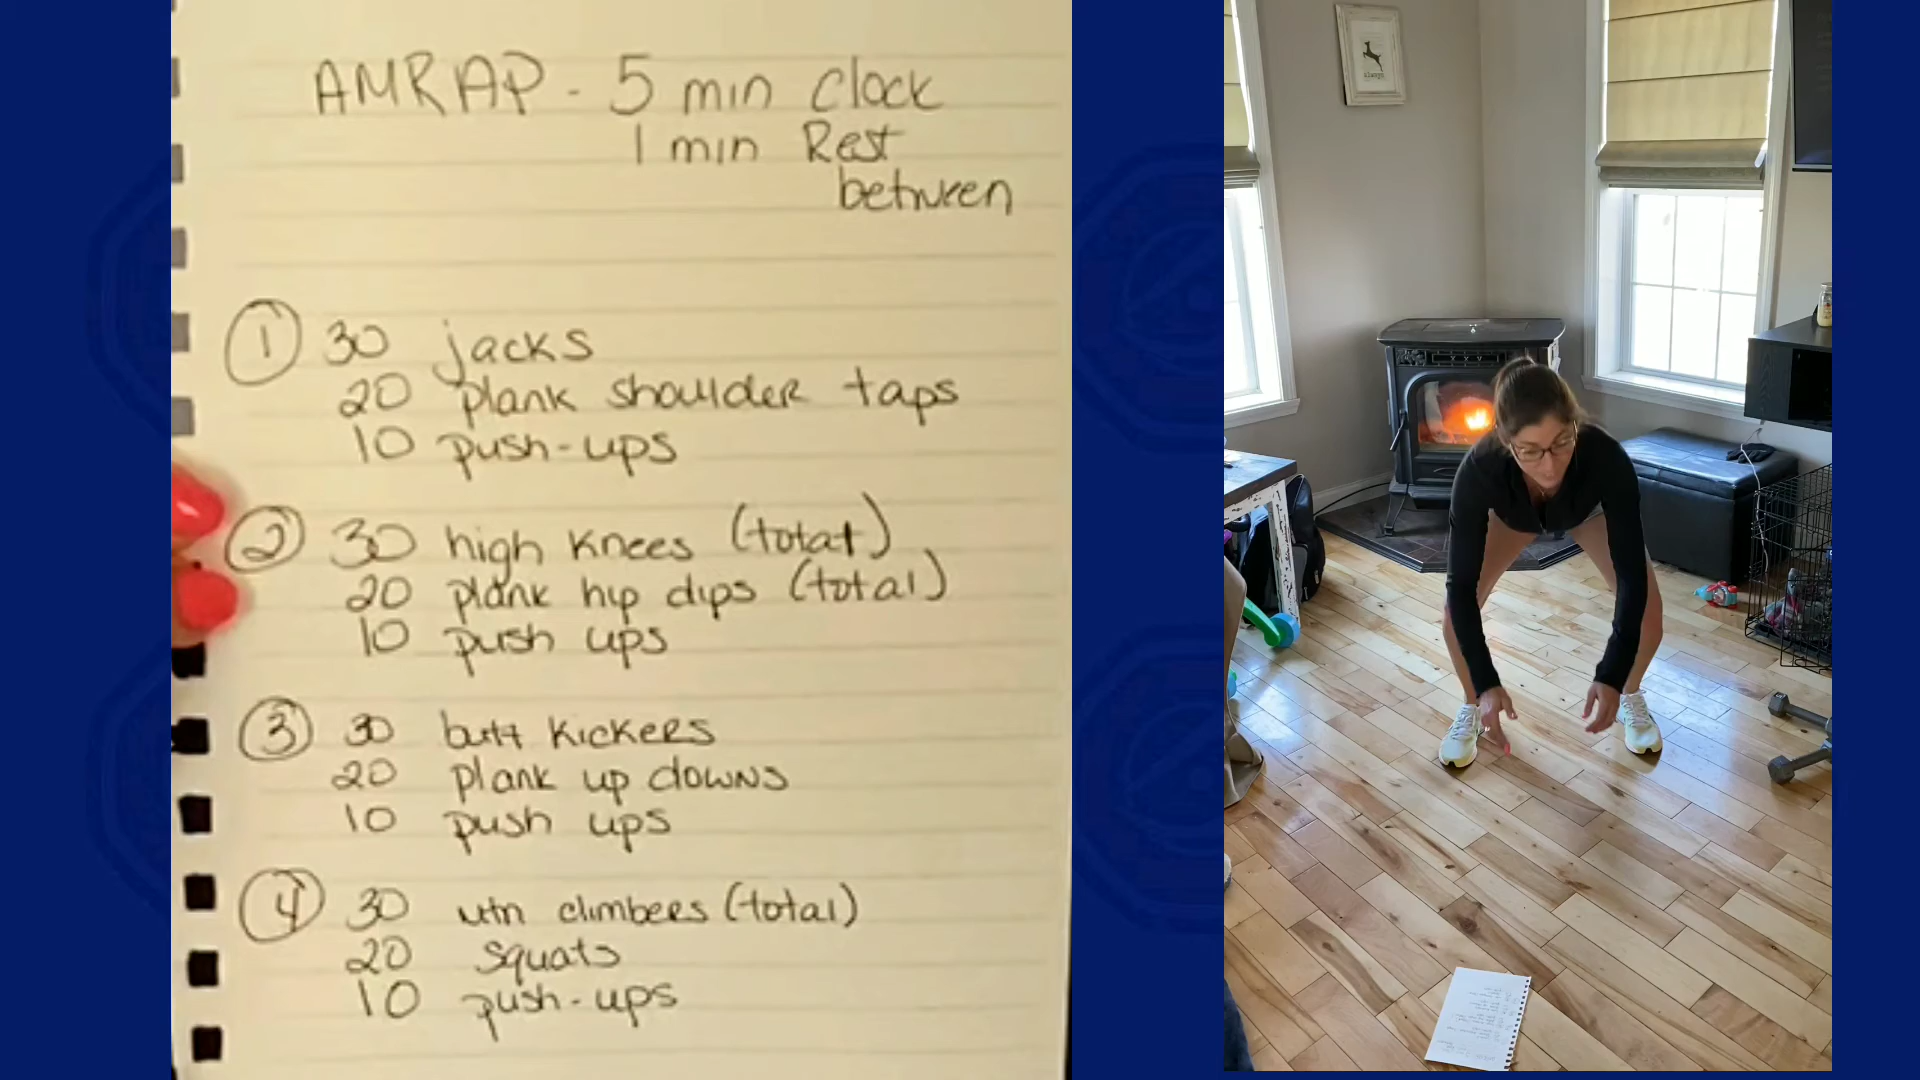 AMRAP - 5 min Clock
1 min Rest
between
1 30 jacks
20 plank shoulder taps
10 push-ups
2 30 high knees (total)
20 plank hip dips (total)
10 push ups
3 30 butt kickers
20 plank up downs
10 push ups
4 30 mtn climbers (total)
20 squats
10 push-ups
always